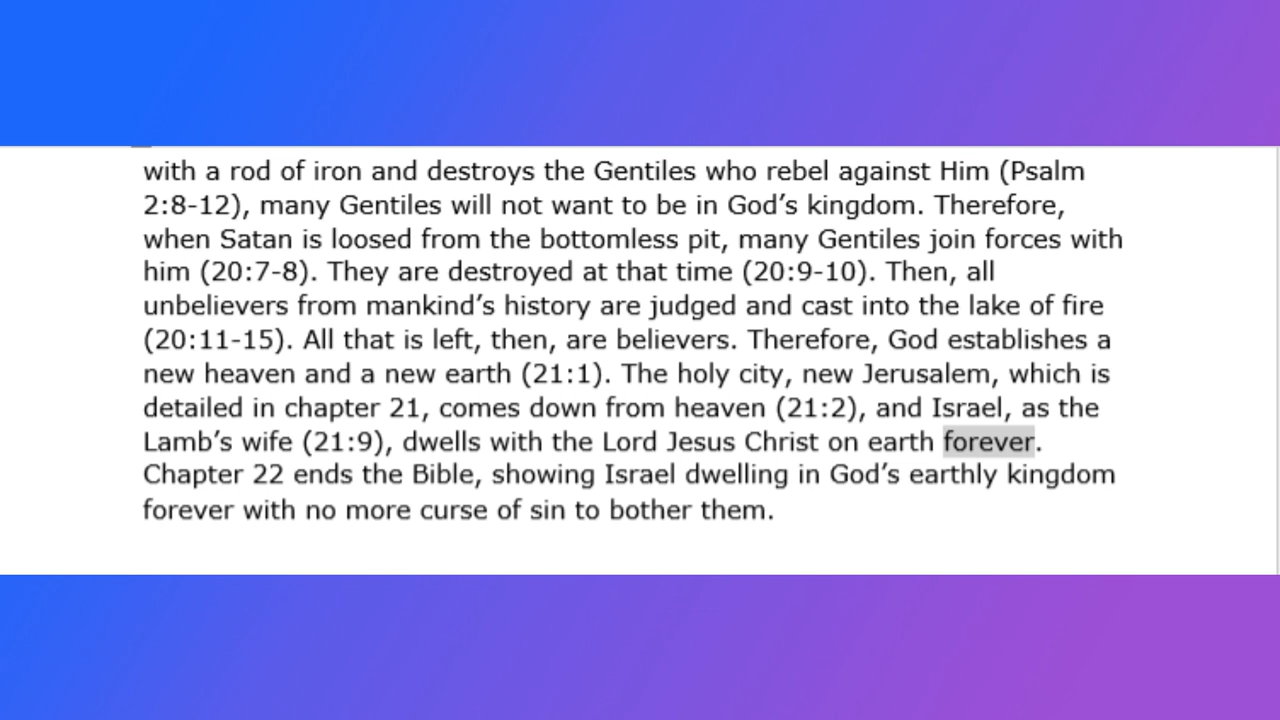 with a rod of iron and destroys the Gentiles who rebel against Him (Psalm
2:8-12), many Gentiles will not want to be in God’s kingdom. Therefore,
when Satan is loosed from the bottomless pit, many Gentiles join forces with
him (20:7-8). They are destroyed at that time (20:9-10). Then, all
unbelievers from mankind’s history are judged and cast into the lake of fire
(20:11-15). All that is left, then, are believers. Therefore, God establishes a
new heaven and a new earth (21:1). The holy city, new Jerusalem, which is
detailed in chapter 21, comes down from heaven (21:2), and Israel, as the
Lamb’s wife (21:9), dwells with the Lord Jesus Christ on earth forever.
Chapter 22 ends the Bible, showing Israel dwelling in God’s earthly kingdom
forever with no more curse of sin to bother them.